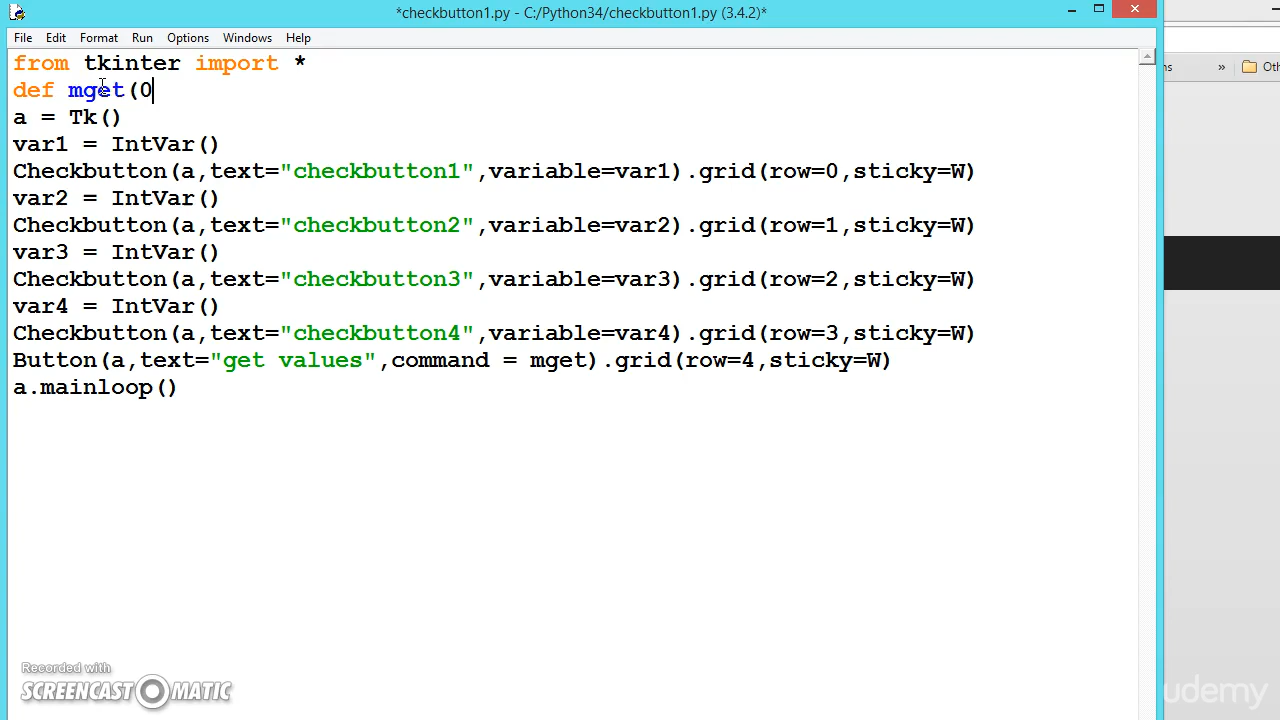 *checkbutton1.py - C:/Python34/checkbutton1.py (3.4.2)*
File Edit Format Run Options Windows Help
from tkinter import *
def mget(0
a = Tk()
var1 = IntVar()
Checkbutton(a,text="checkbutton1",variable=var1).grid(row=0,sticky=W)
var2 = IntVar()
Checkbutton(a,text="checkbutton2",variable=var2).grid(row=1,sticky=W)
var3 = IntVar()
Checkbutton(a,text="checkbutton3",variable=var3).grid(row=2,sticky=W)
var4 = IntVar()
Checkbutton(a,text="checkbutton4",variable=var4).grid(row=3,sticky=W)
Button(a,text="get values",command = mget).grid(row=4,sticky=W)
a.mainloop()
ns » Oth
Recorded with
SCREENCAST O MATIC
udemy